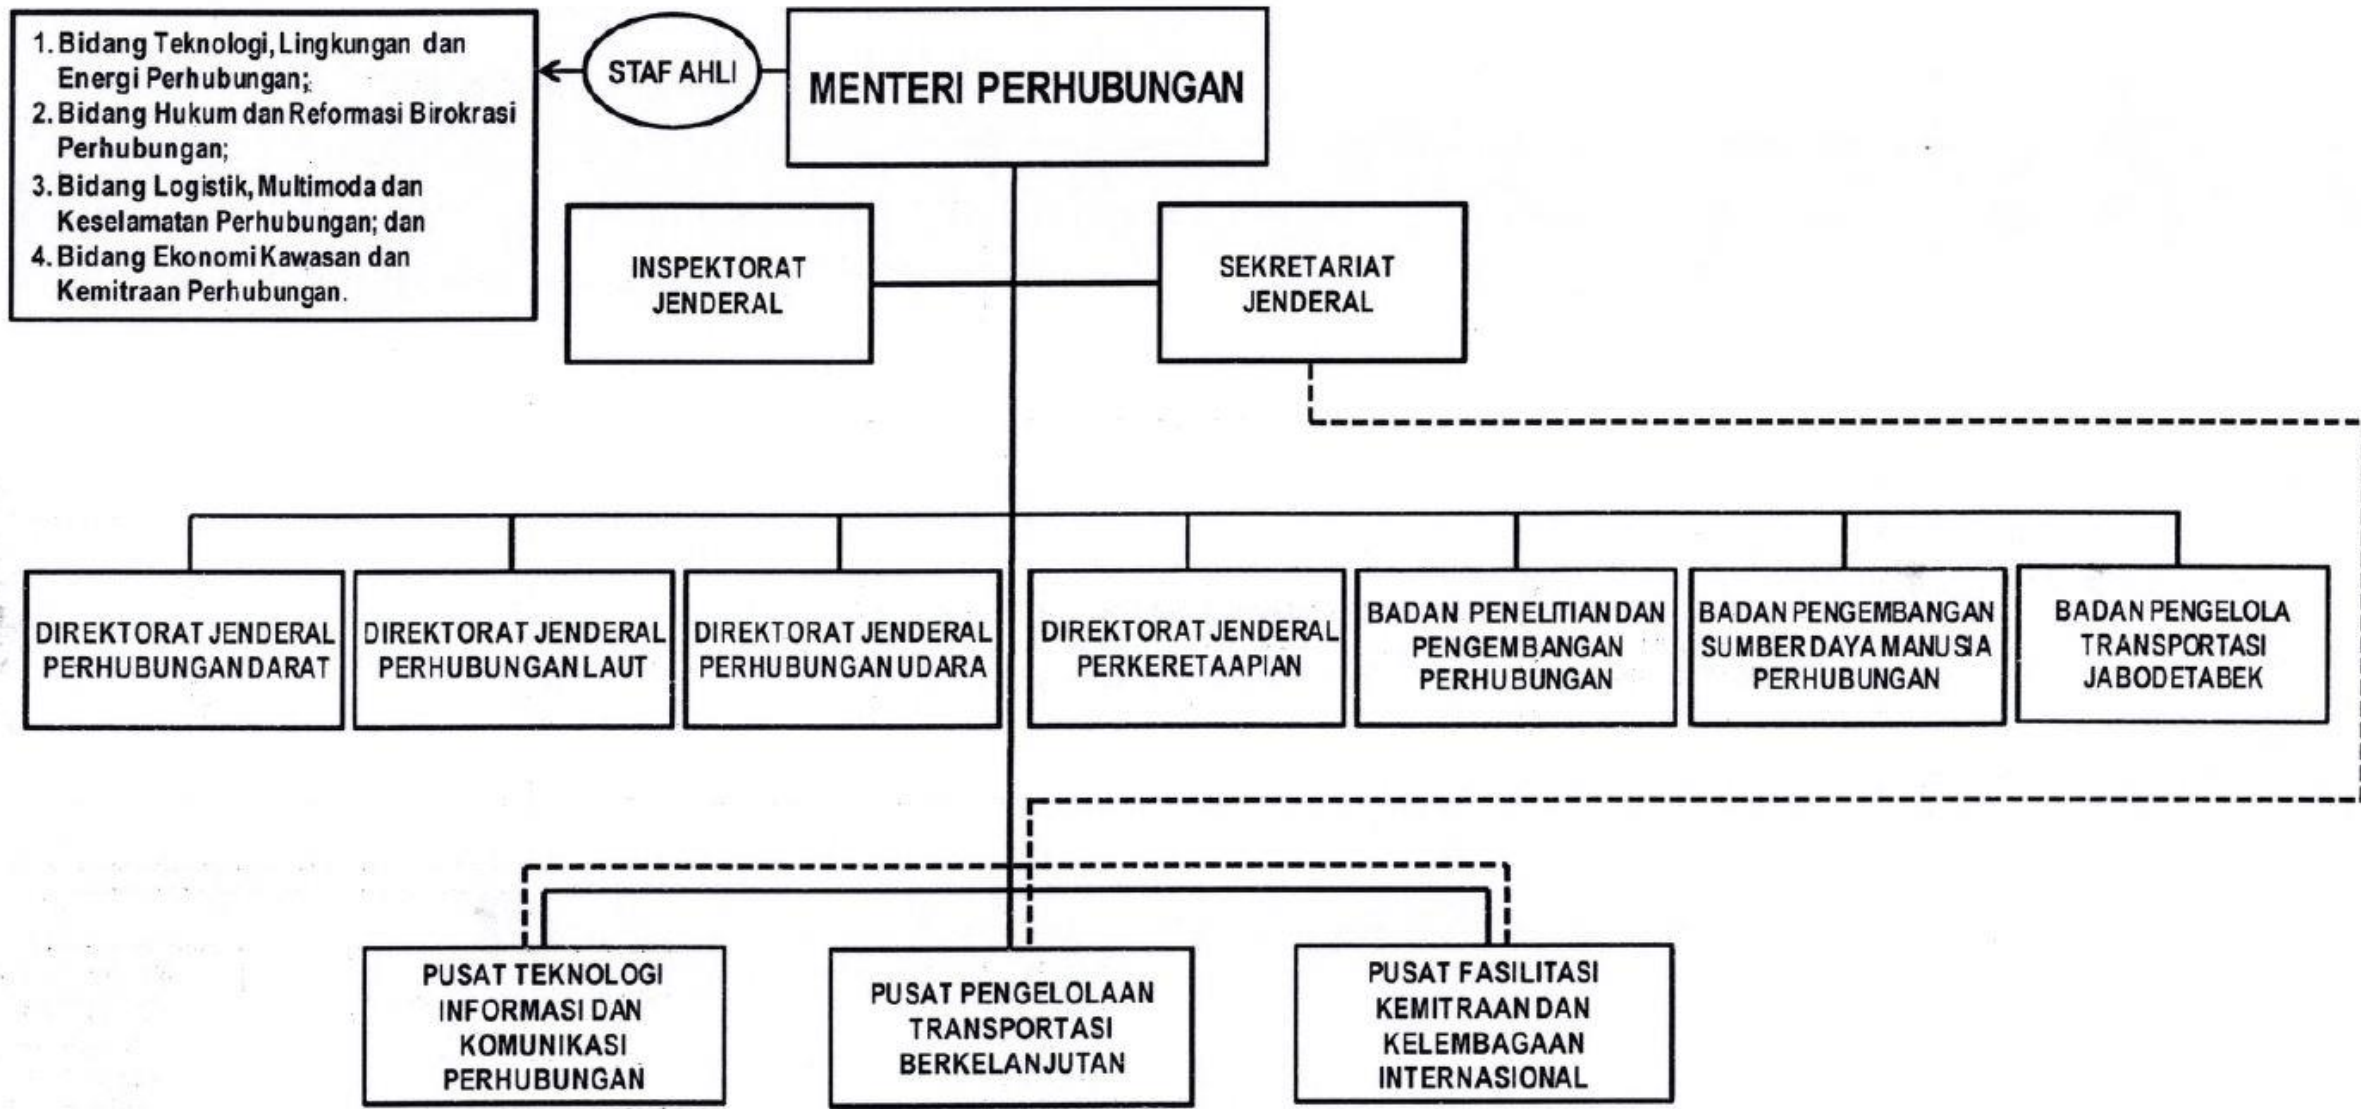 1. Bidang Teknologi, Lingkungan dan
Energi Perhubungan;
2. Bidang Hukum dan Reformasi Birokrasi
Perhubungan;
3. Bidang Logistik, Multimoda dan
Keselamatan Perhubungan; dan
4. Bidang Ekonomi Kawasan dan
Kemitraan Perhubungan.
STAF AHLI
MENTERI PERHUBUNGAN
INSPEKTORAT
JENDERAL
SEKRETARIAT
JENDERAL
DIREKTORAT JENDERAL
PERHUBUNGAN DARAT
DIREKTORAT JENDERAL
PERHUBUNGAN LAUT
DIREKTORAT JENDERAL
PERHUBUNGAN UDARA
DIREKTORAT JENDERAL
PERKERETAAPIAN
BADAN PENELITIAN DAN
PENGEMBANGAN
PERHUBUNGAN
BADAN PENGEMBANGAN
SUMBER DAYA MANUSIA
PERHUBUNGAN
BADAN PENGELOLA
TRANSPORTASI
JABODETABEK
PUSAT TEKNOLOGI
INFORMASI DAN
KOMUNIKASI
PERHUBUNGAN
PUSAT PENGELOLAAN
TRANSPORTASI
BERKELANJUTAN
PUSAT FASILITASI
KEMITRAAN DAN
KELEMBAGAAN
INTERNASIONAL